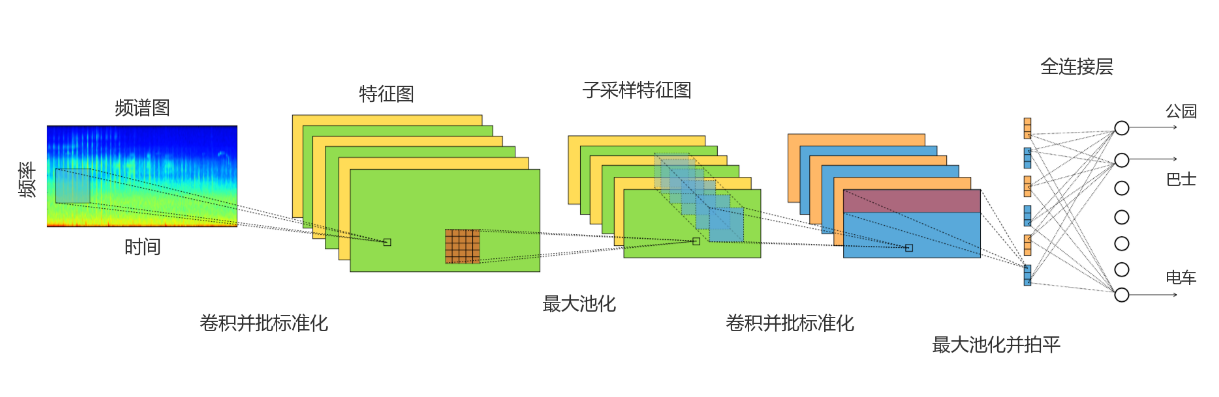 全连接层
子采样特征图
特征图
频谱图
公园
频率
巴士
时间
电车
最大池化
卷积并批标准化
卷积并批标准化
最大池化并拍平